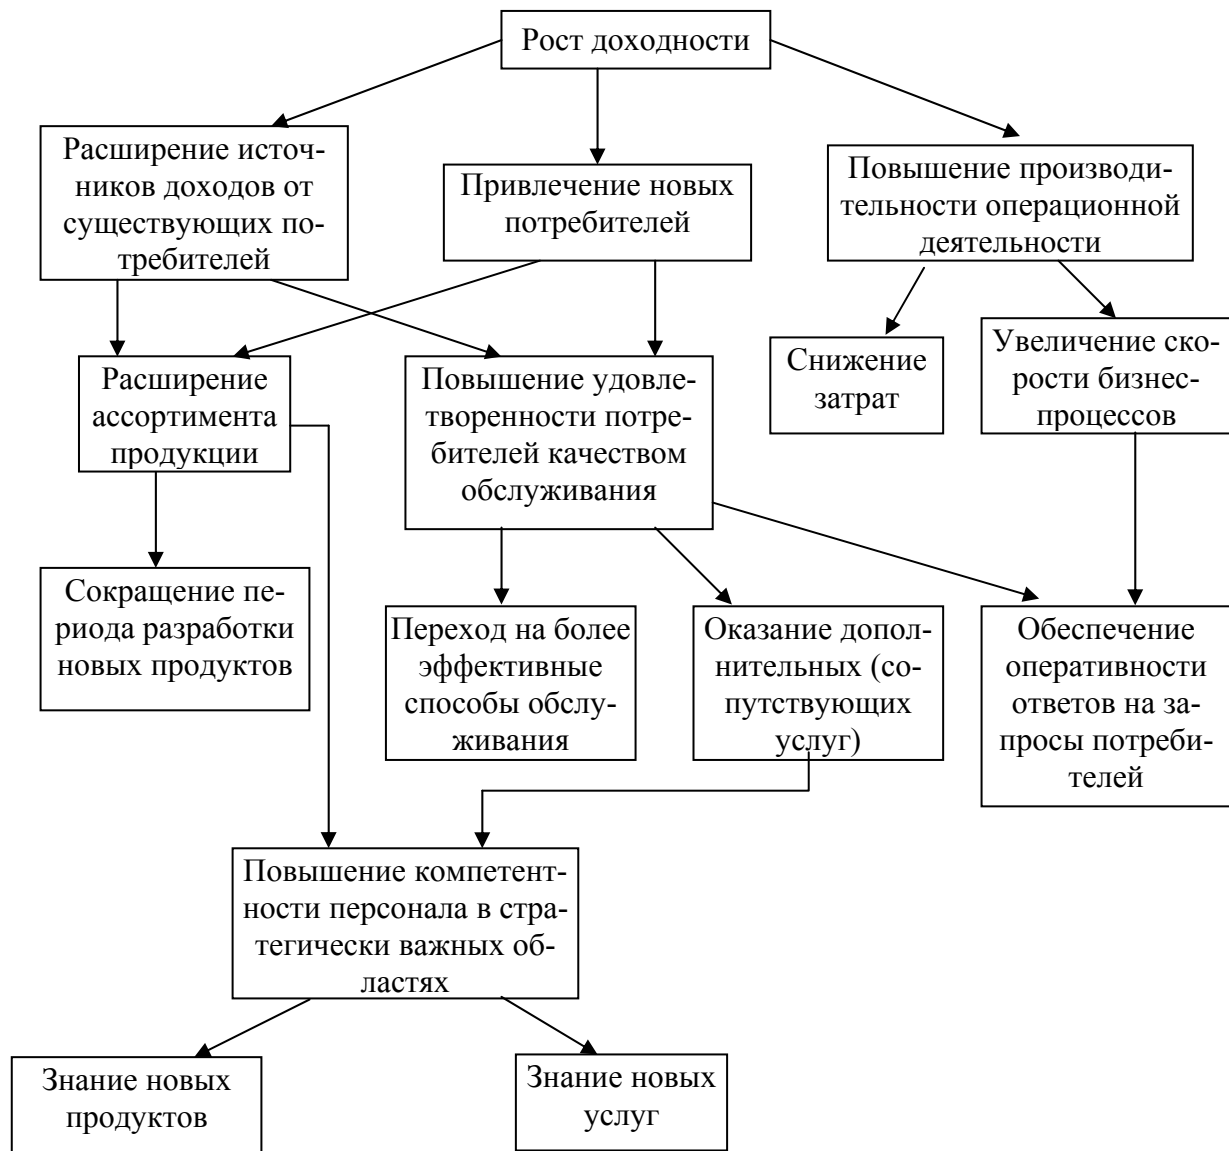 Рост доходности
Расширение источ-
ников доходов от
существующих по-
требителей
Привлечение новых
потребителей
Повышение производи-
тельности операционной
деятельности
Расширение
ассортимента
продукции
Повышение удовле-
творенности потре-
бителей качеством
обслуживания
Снижение
затрат
Увеличение ско-
рости бизнес-
процессов
Сокращение пе-
риода разработки
новых продуктов
Переход на более
эффективные
способы обслу-
живания
Оказание допол-
нительных (со-
путствующих
услуг)
Обеспечение
оперативности
ответов на за-
просы потреби-
телей
Повышение компетент-
ности персонала в стра-
тегически важных об-
ластях
Знание новых
продуктов
Знание новых
услуг